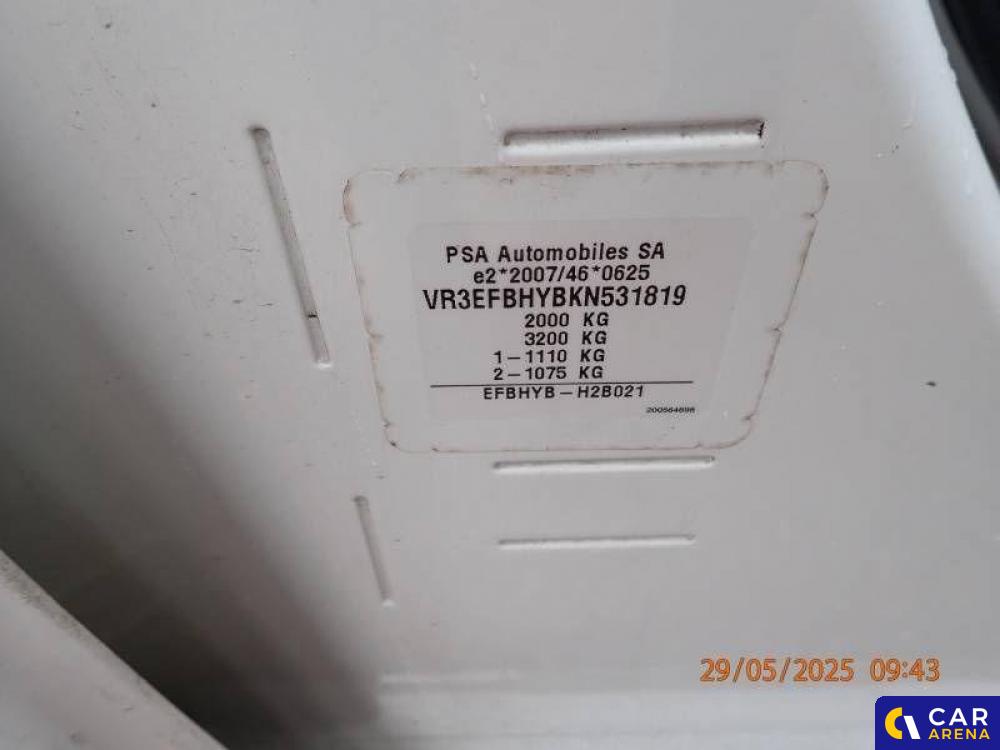 PSA Automobiles SA
e2*2007/46*0625
VR3EFBHYBKN531819
2000 KG
3200 KG
1-1110 KG
2-1075 KG
EFBHYB-H2B021
200564698
29/05/2025 09:43
CAR
ARENA